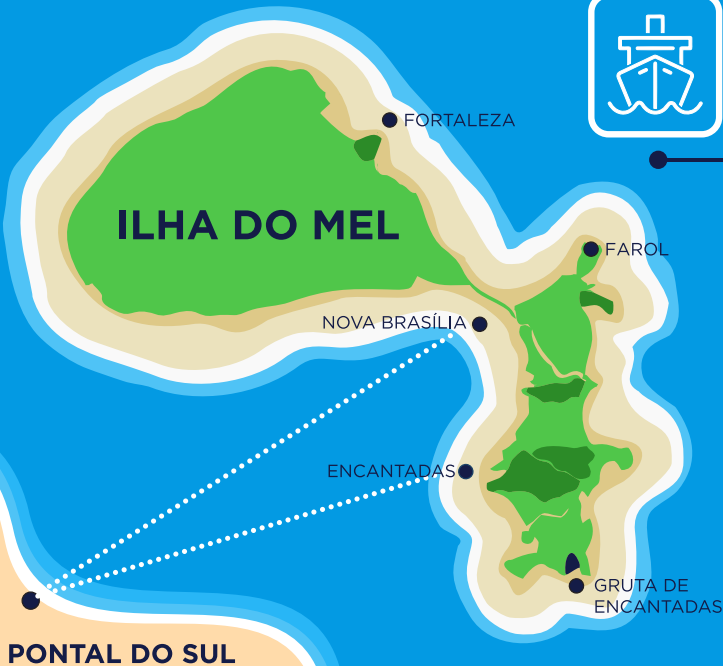 FORTALEZA
ILHA DO MEL
FAROL
NOVA BRASÍLIA
ENCANTADAS
GRUTA DE
ENCANTADAS
PONTAL DO SUL